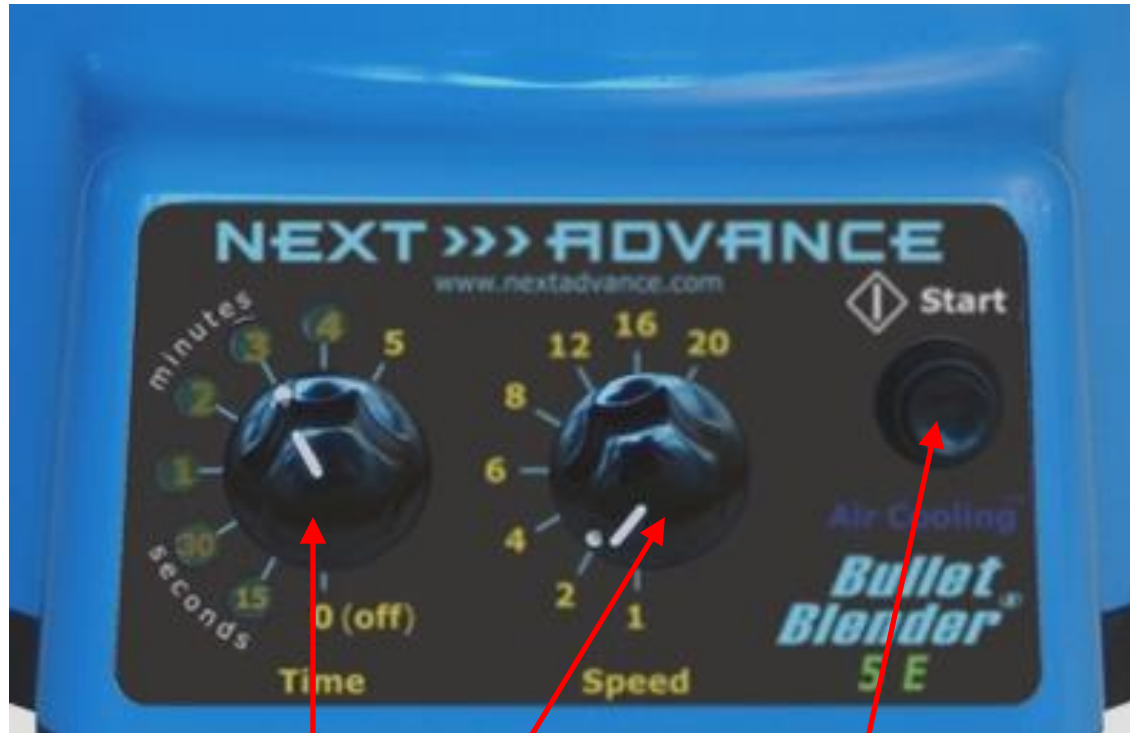 NEXT >>> ADVANCE
www.nextadvance.com
minutes
seconds
0 (off)
15
30
1
2
3
4
5
Time
1
2
4
6
8
12
16
20
Speed
Start
Air Cooling™
Bullet
Blender®
5 E